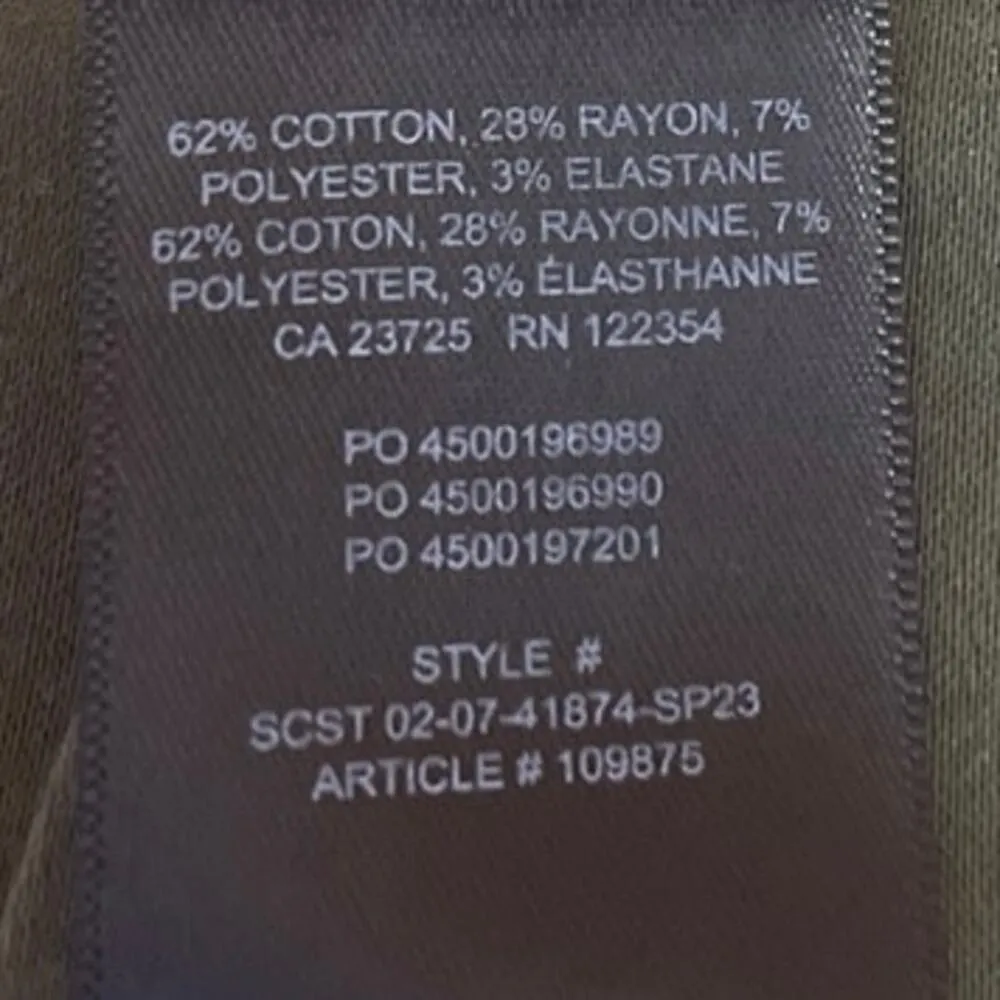 62% COTTON, 28% RAYON, 7%
POLYESTER, 3% ELASTANE
62% COTON, 28% RAYONNE, 7%
POLYESTER, 3% ÉLASTHANNE
CA 23725 RN 122354
PO 4500196989
PO 4500196990
PO 4500197201
STYLE #
SCST 02-07-41874-SP23
ARTICLE # 109875